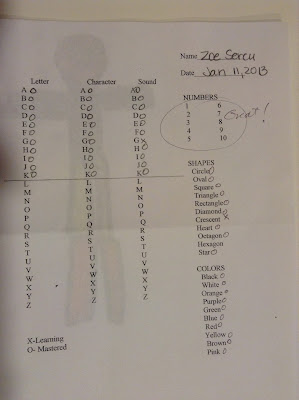 Name Zoe Sercu
Date Jan 11, 2013
Letter Character Sound
A O A O A O
B O B O B O
C O C O C O
D O D O D O
E O E O E O
F O F O F O
G O G O G X
H O H O H O
I O I O I O
J O J O J O
K O K O K O
L L L
M M M
N N N
O O O
P P P
Q Q Q
R R R
S S S
T T T
U U U
V V V
W W W
X X X
Y Y Y
Z Z Z
X-Learning
O- Mastered
NUMBERS
1 6
2 7
3 8
4 9
5 10
Great!
SHAPES
Circle O
Oval O
Square O
Triangle O
Rectangle O
Diamond O
Crescent X
Heart O
Octagon O
Hexagon
Star O
COLORS
Black O
White O
Orange O
Purple O
Green O
Blue O
Red O
Yellow O
Brown O
Pink O